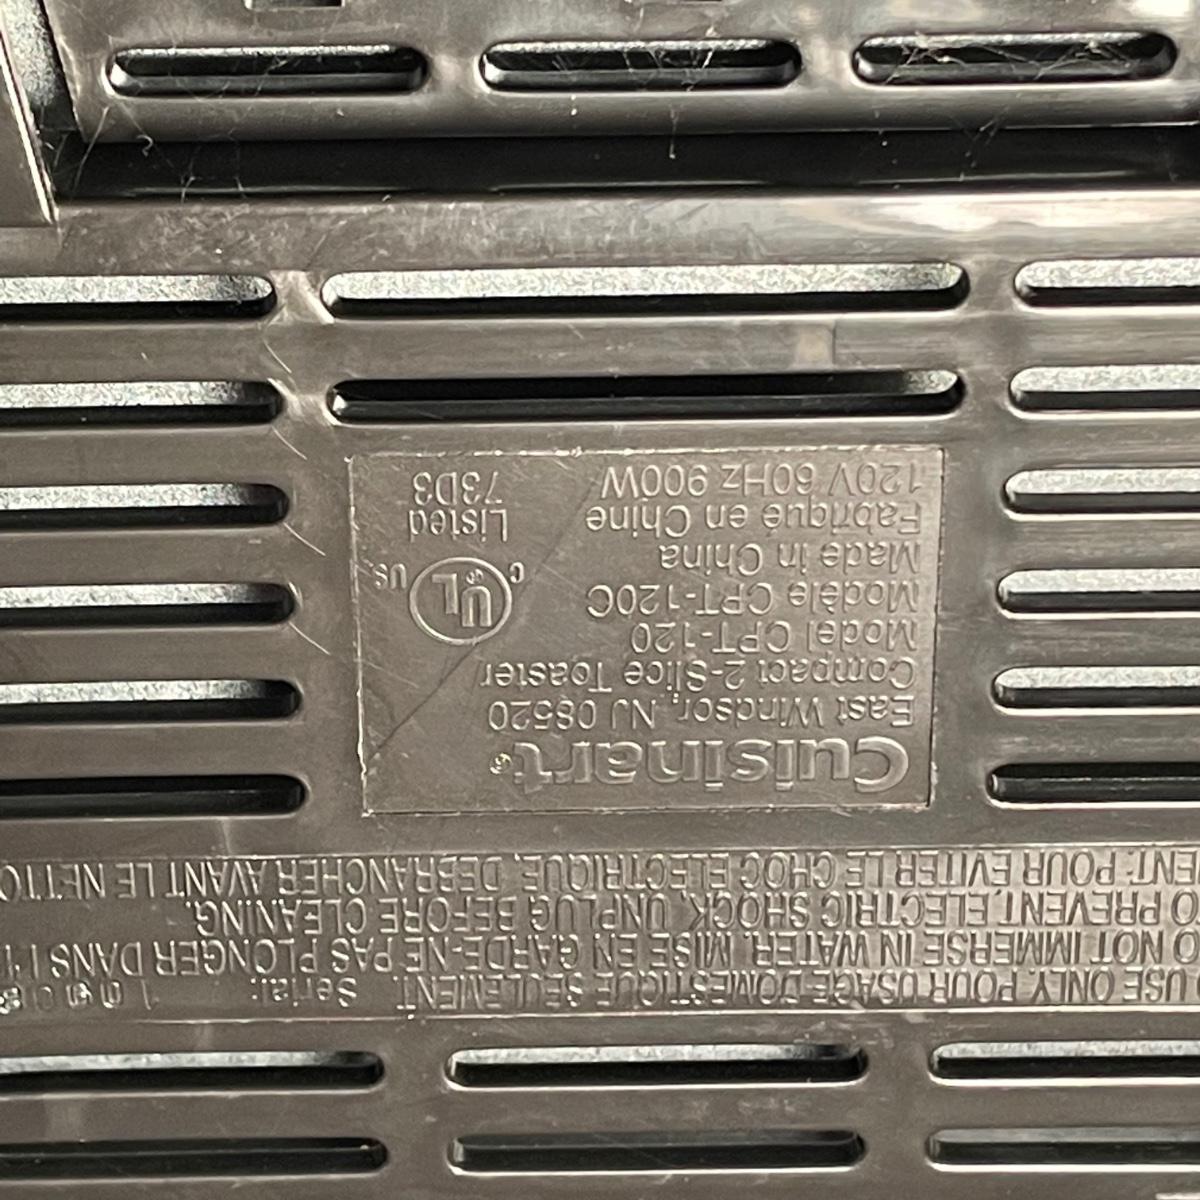 USE ONLY. POUR USAGE DOMESTIQUE SEULEMENT. Serial:
NOT IMMERSE IN WATER. MISE EN GARDE-NE PAS PLONGER DANS
PREVENT ELECTRIC SHOCK, UNPLUG BEFORE CLEANING.
POUR EVITER LE CHOC ELECTRIQUE, DEBRANCHER AVANT LE
Cuisinart®
East Windsor, NJ 08520
Compact 2-Slice Toaster
Model CPT-120
Modèle CPT-120C
Made in China
Fabriqué en Chine
120V 60Hz 900W
C UL US
Listed
73D3